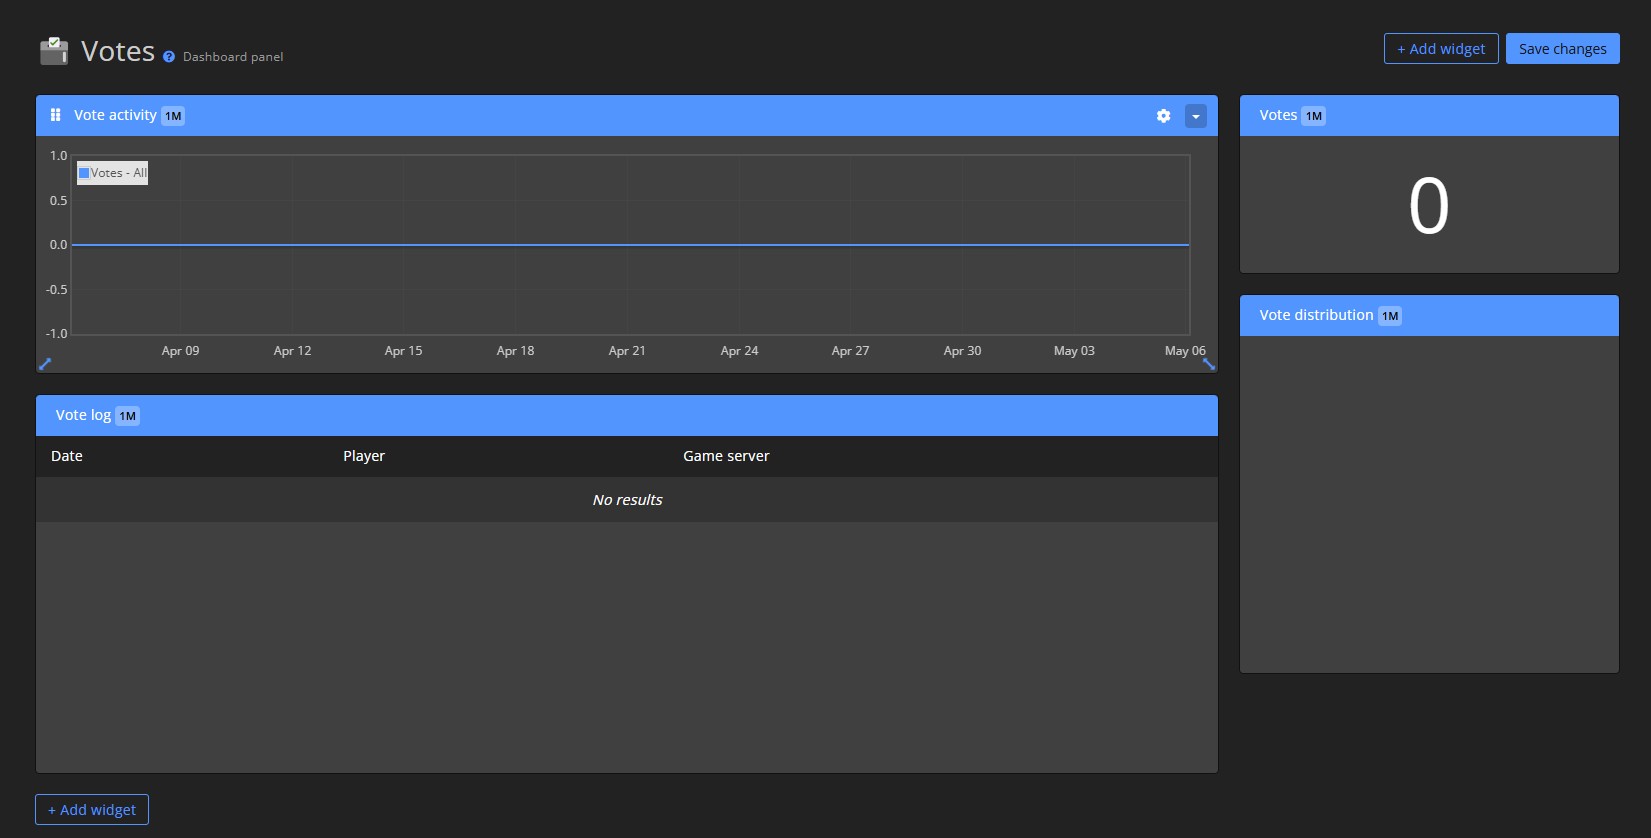 Votes ? Dashboard panel
+ Add widget
Save changes
Vote activity 1M
Votes - All
1.0
0.5
0.0
-0.5
-1.0
Apr 09 Apr 12 Apr 15 Apr 18 Apr 21 Apr 24 Apr 27 Apr 30 May 03 May 06
Votes 1M
0
Vote distribution 1M
Vote log 1M
Date Player Game server
No results
+ Add widget